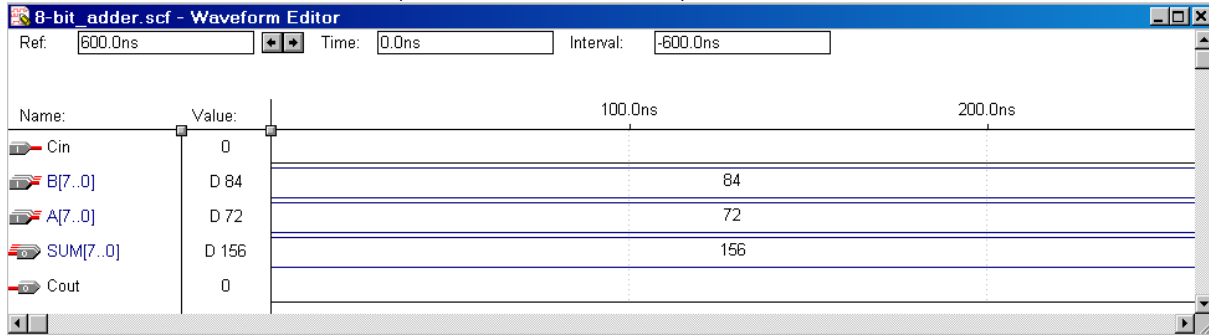 8-bit_adder.scf - Waveform Editor
Ref: 600.0ns Time: 0.0ns Interval: -600.0ns
Name: Value: 100.0ns 200.0ns
Cin 0
B[7..0] D 84 84
A[7..0] D 72 72
SUM[7..0] D 156 156
Cout 0